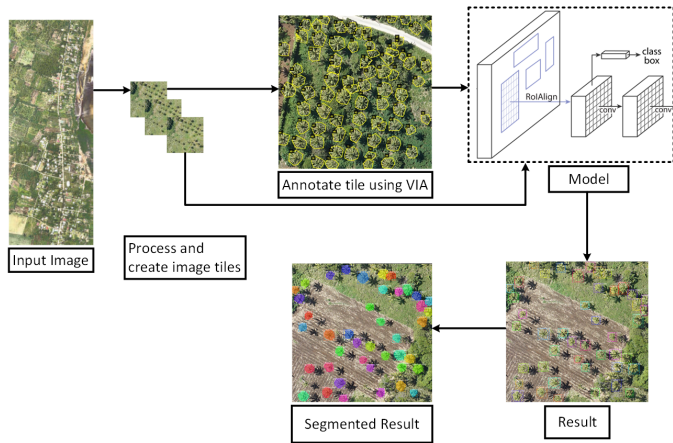 class
box
RoIAlign
conv
conv
Annotate tile using VIA
Model
Input Image
Process and
create image tiles
Segmented Result
Result